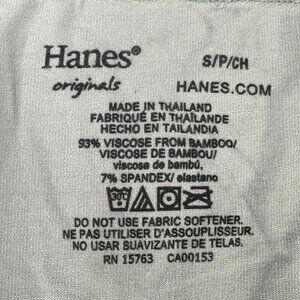 Hanes®
S/P/CH
originals
HANES.COM
MADE IN THAILAND
FABRIQUÉ EN THAÏLANDE
HECHO EN TAILANDIA
93% VISCOSE FROM BAMBOO/
VISCOSE DE BAMBOU/
viscosa de bambú,
7% SPANDEX/ elastano
30°
DO NOT USE FABRIC SOFTENER.
NE PAS UTILISER D'ASSOUPLISSEUR.
NO USAR SUAVIZANTE DE TELAS.
RN 15763 CA00153